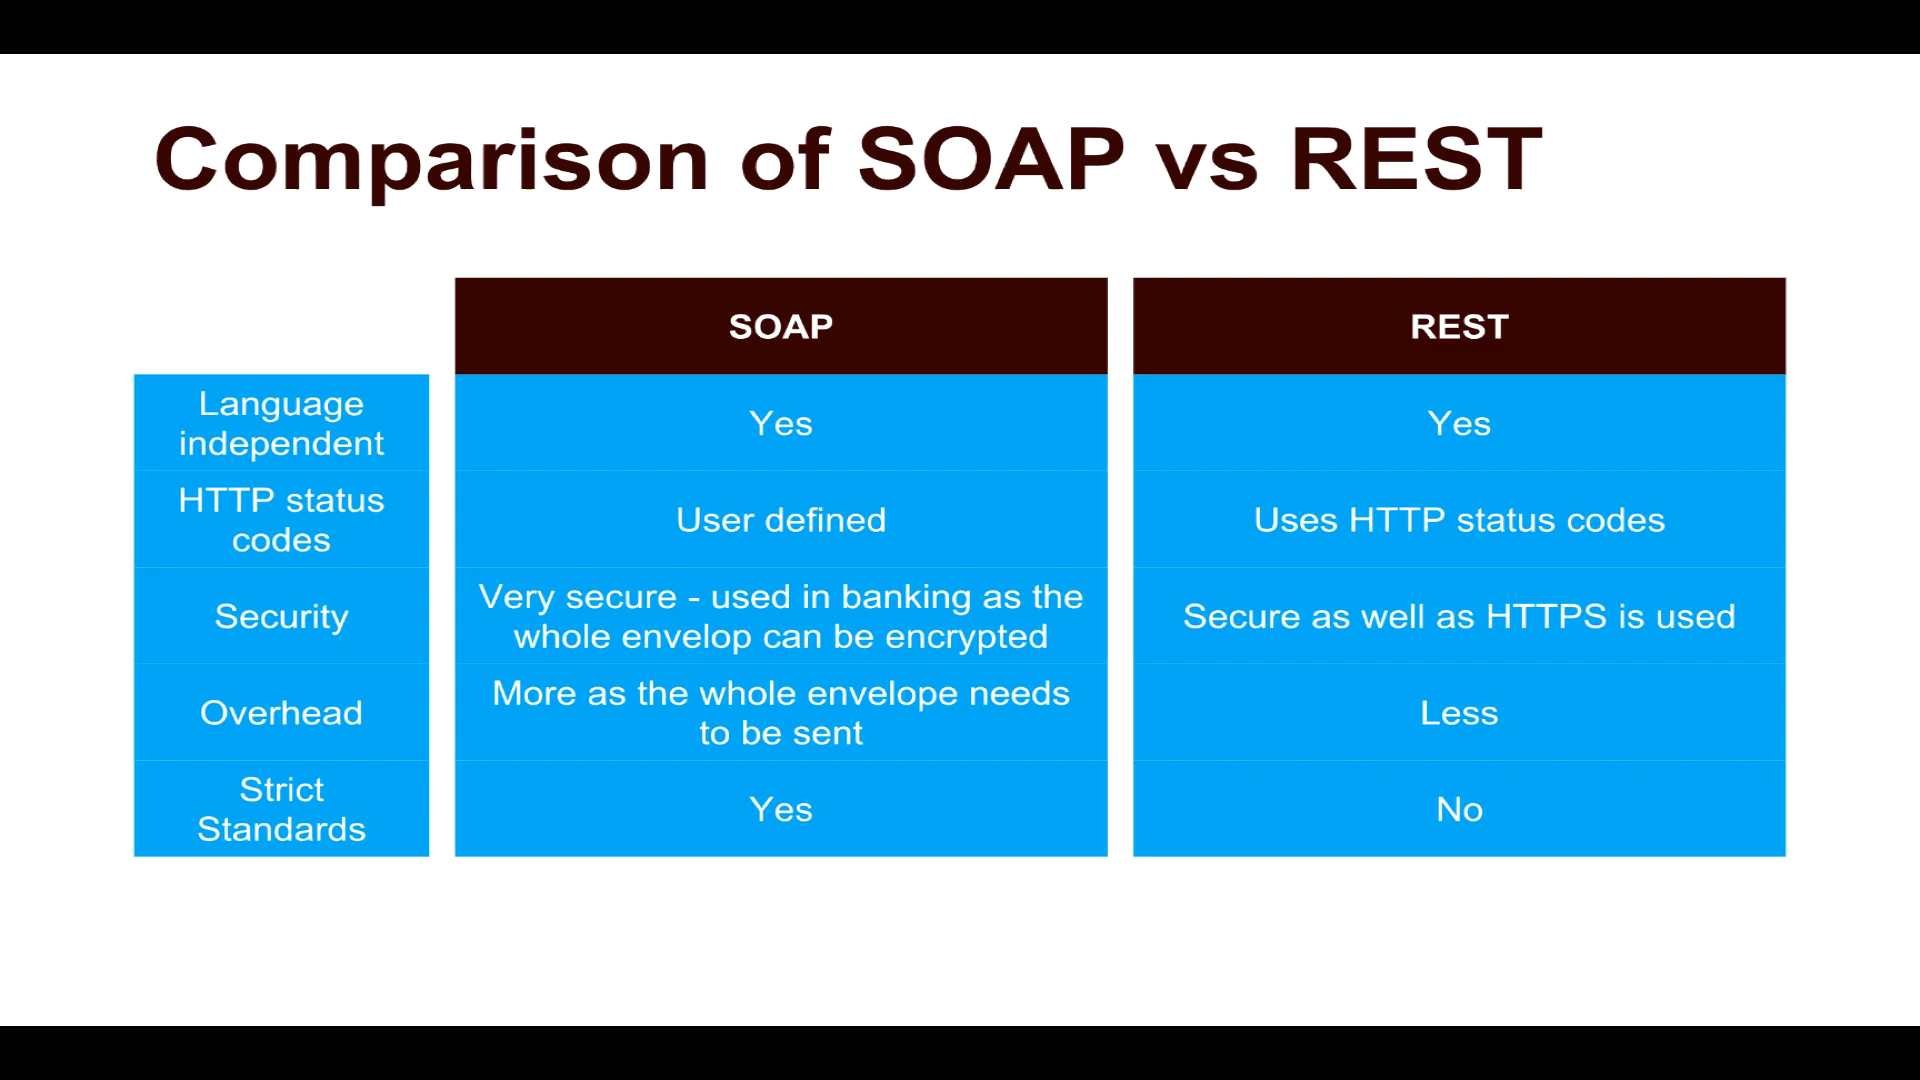 Comparison of SOAP vs REST
SOAP
REST
Language
independent
Yes
Yes
HTTP status
codes
User defined
Uses HTTP status codes
Security
Very secure - used in banking as the
whole envelop can be encrypted
Secure as well as HTTPS is used
Overhead
More as the whole envelope needs
to be sent
Less
Strict
Standards
Yes
No